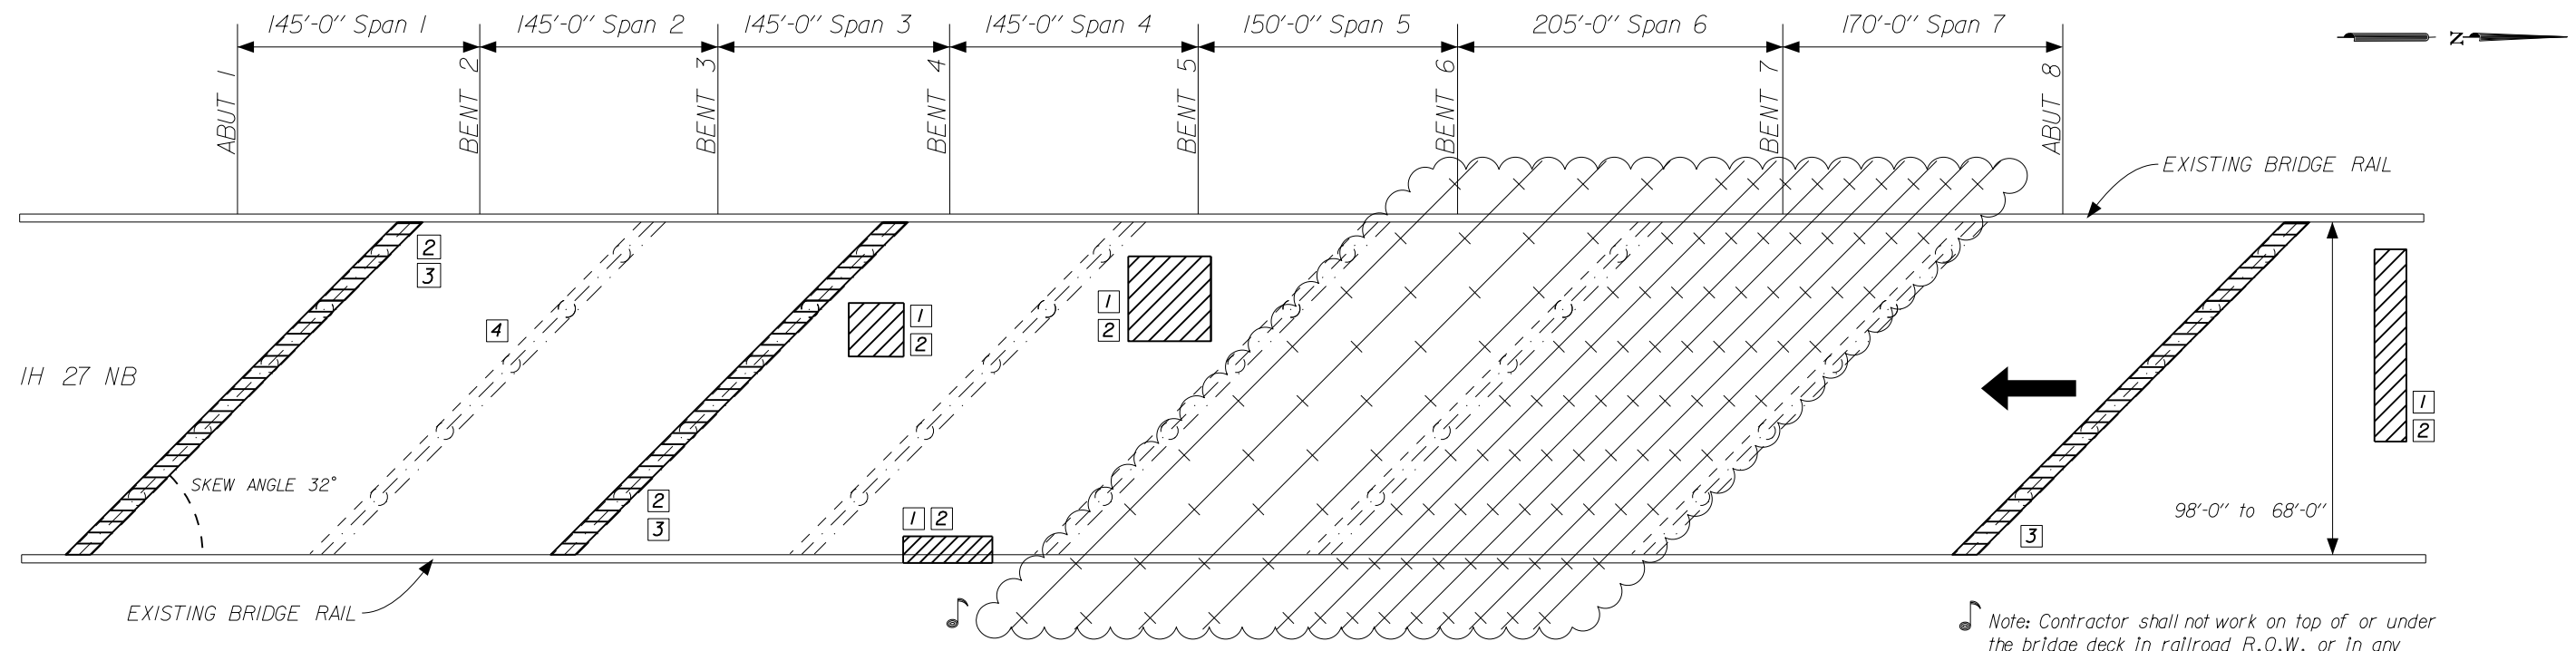 145'-0" Span 1
145'-0" Span 2
145'-0" Span 3
145'-0" Span 4
150'-0" Span 5
205'-0" Span 6
170'-0" Span 7
N
ABUT 1
BENT 2
BENT 3
BENT 4
BENT 5
BENT 6
BENT 7
ABUT 8
EXISTING BRIDGE RAIL
2
3
4
1
2
1
2
IH 27 NB
1
2
SKEW ANGLE 32°
2
3
1 2
98'-0" to 68'-0"
3
EXISTING BRIDGE RAIL
Note: Contractor shall not work on top of or under
the bridge deck in railroad R.O.W. or in any